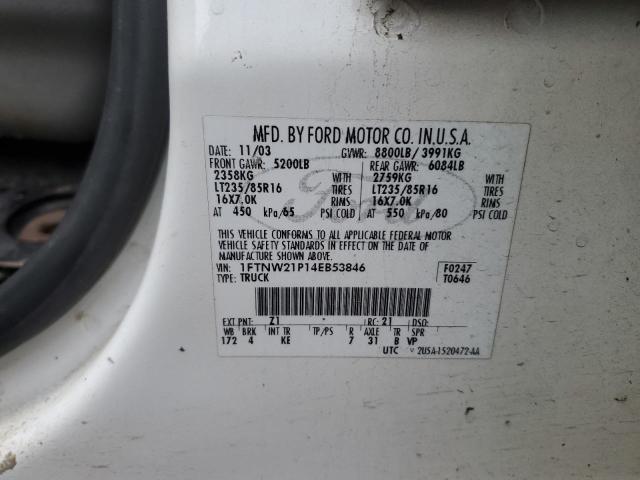 MFD. BY FORD MOTOR CO. IN U.S.A.
DATE 11/03 GVWR: 8800LB/ 3991KG
FRONT GAWR: 5200LB REAR GAWR: 6084LB
2358KG WITH 2759KG WITH
LT235/85R16 TIRES LT235/85R16 TIRES
16X7.0K RIMS 16X7.0K RIMS
AT 450 kPa/65 PSI COLD AT 550 kPa/80 PSI COLD
THIS VEHICLE CONFORMS TO ALL APPLICABLE FEDERAL MOTOR
VEHICLE SAFETY STANDARDS IN EFFECT ON THE DATE OF
MANUFACTURE SHOWN ABOVE.
VEHICLE IDENTIFICATION NO.:
VIN: 1FTNW21P14EB53846 F0247
TYPE: TRUCK T0646
Ford
EXT PNT: Z1 RC: 21 DSO:
WB BRK INT TR TP/PS R AXLE TR SPR
172 4 KE 7 31 B VP
UTC 2USA-1520472-AA